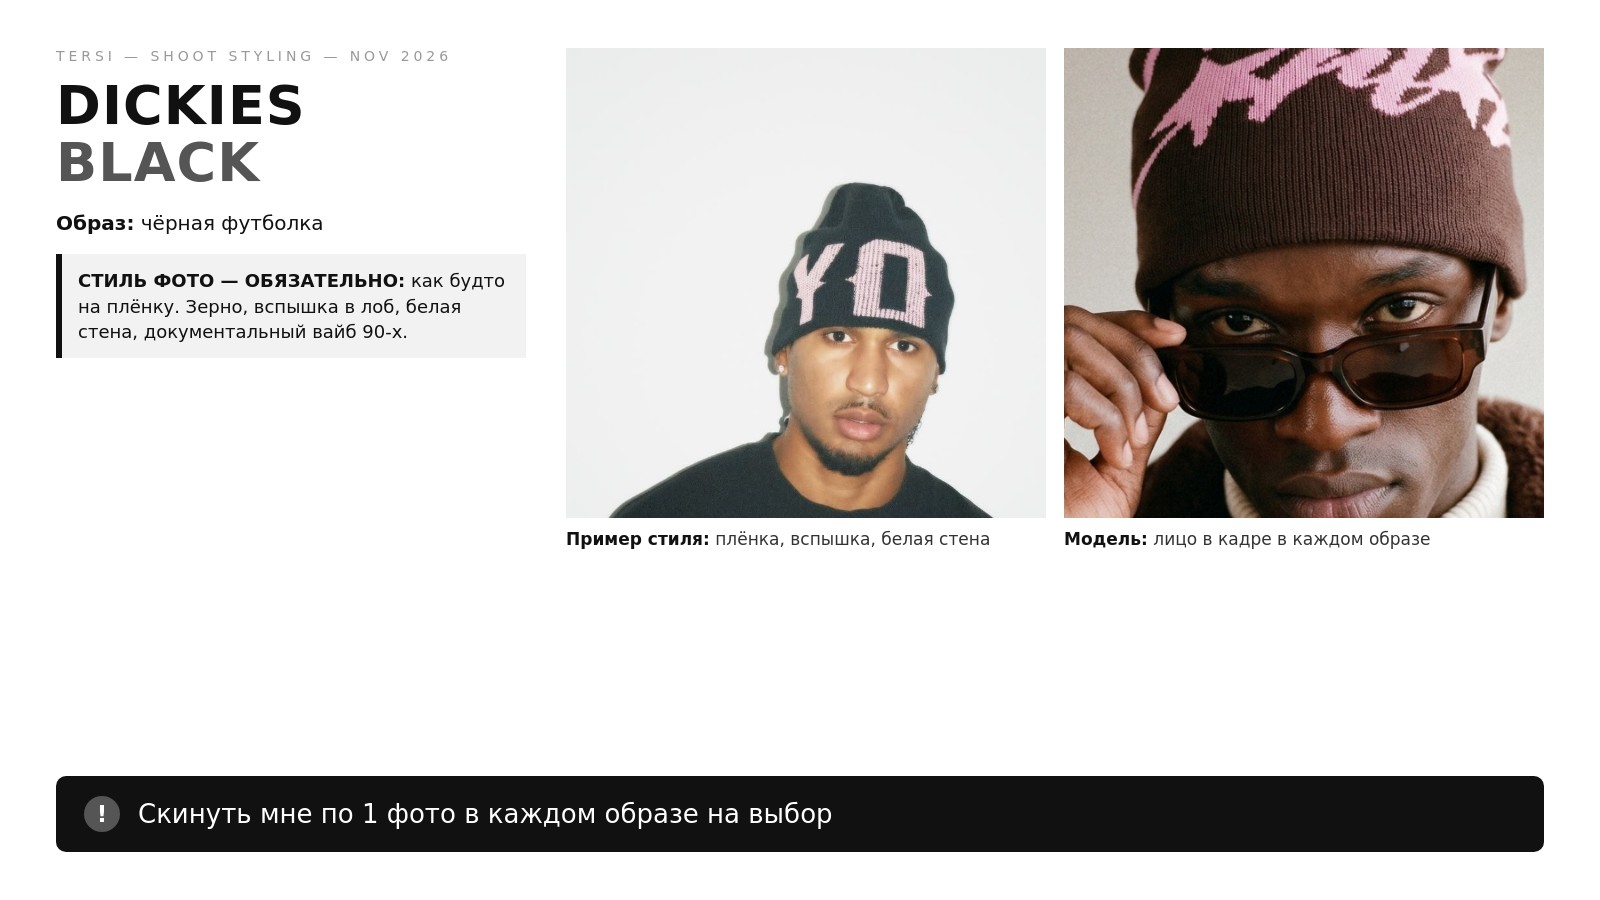 TERSI — SHOOT STYLING — NOV 2026
DICKIES
BLACK
Образ: чёрная футболка
СТИЛЬ ФОТО — ОБЯЗАТЕЛЬНО: как будто
на плёнку. Зерно, вспышка в лоб, белая
стена, документальный вайб 90-х.
YO
Пример стиля: плёнка, вспышка, белая стена
Модель: лицо в кадре в каждом образе
! Скинуть мне по 1 фото в каждом образе на выбор